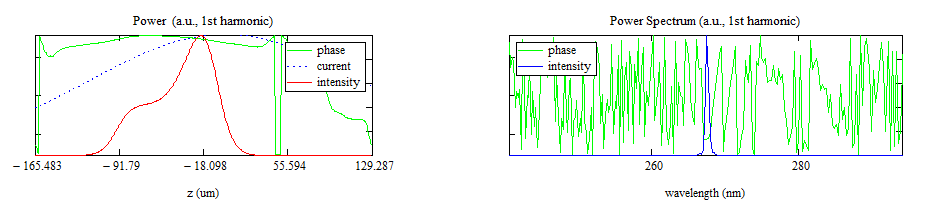 Power (a.u., 1st harmonic)
phase
current
intensity
−165.483 −91.79 −18.098 55.594 129.287
z (um)
Power Spectrum (a.u., 1st harmonic)
phase
intensity
260 280
wavelength (nm)